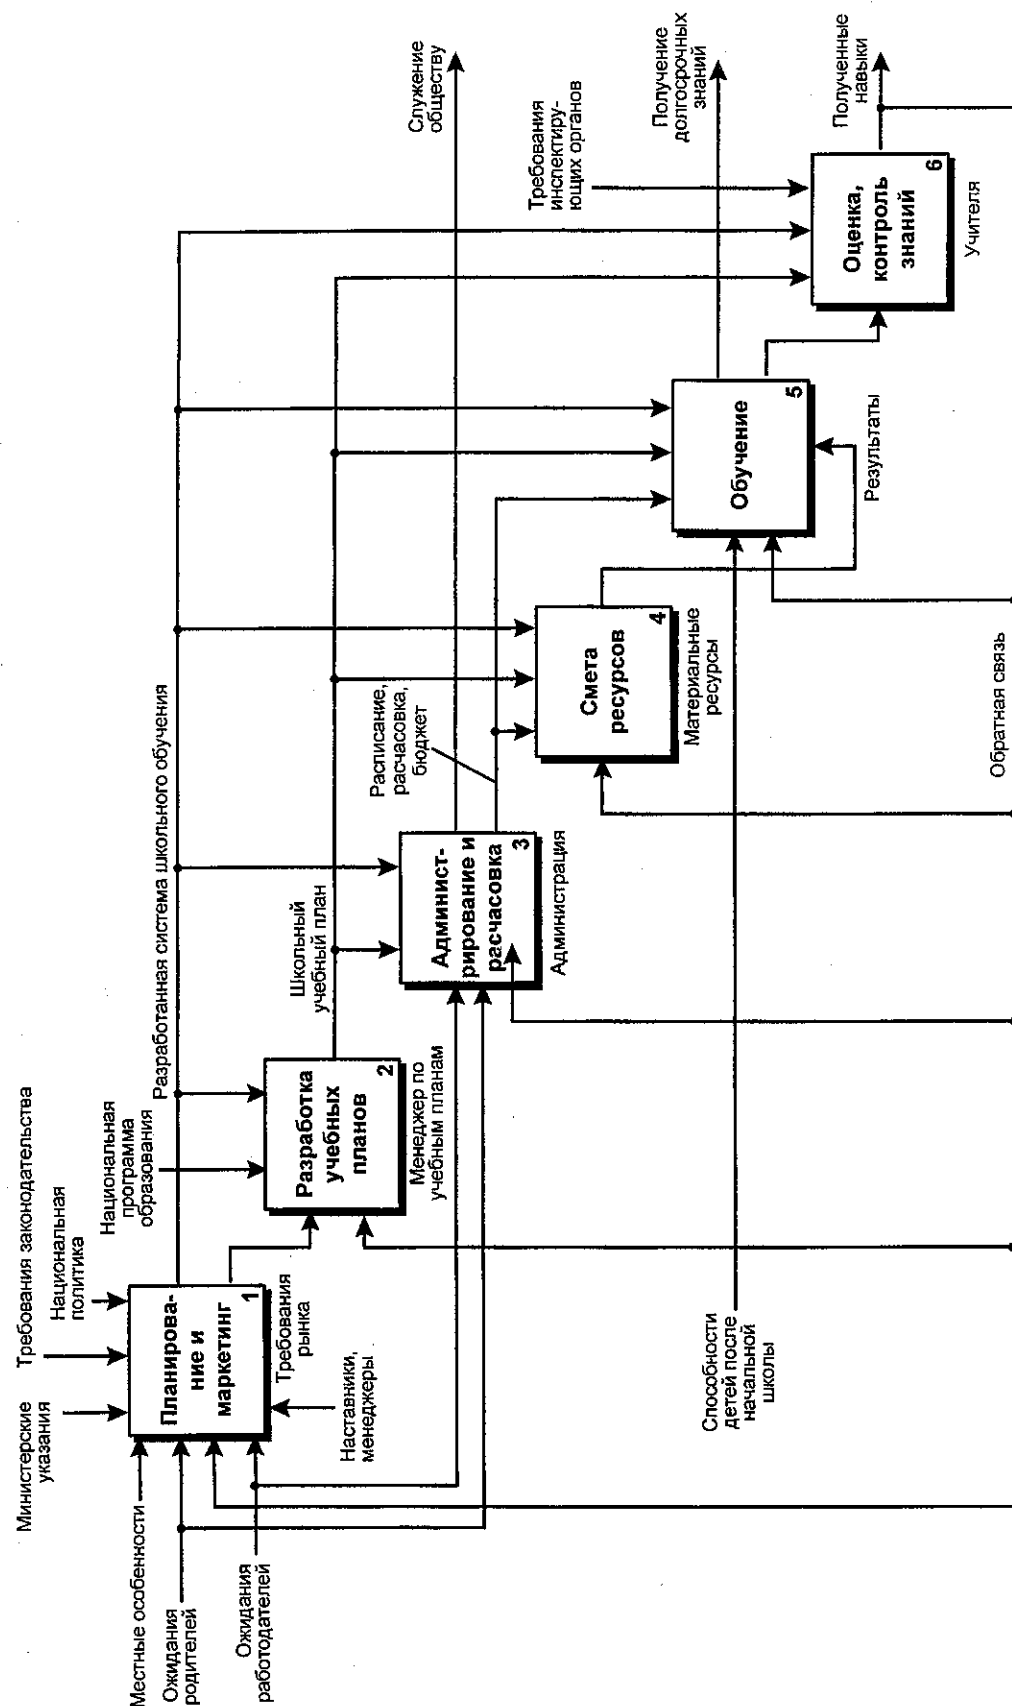 Министерские
указания
Требования законодательства
Национальная
политика
Национальная
программа
образования
Разработанная система школьного обучения
Местные особенности
Ожидания
родителей
Ожидания
работодателей
Планирова-
ние и
маркетинг
1
Требования
рынка
Наставники,
менеджеры
Разработка
учебных
планов
2
Менеджер по
учебным планам
Школьный
учебный план
Админист-
рирование и
расчасовка
3
Администрация
Расписание,
расчасовка,
бюджет
Служение
обществу
Смета
ресурсов
4
Материальные
ресурсы
Способности
детей после
начальной
школы
Обучение
5
Результаты
Получение
долгосрочных
знаний
Требования
инспектиру-
ющих органов
Оценка,
контроль
знаний
6
Учителя
Полученные
навыки
Обратная связь